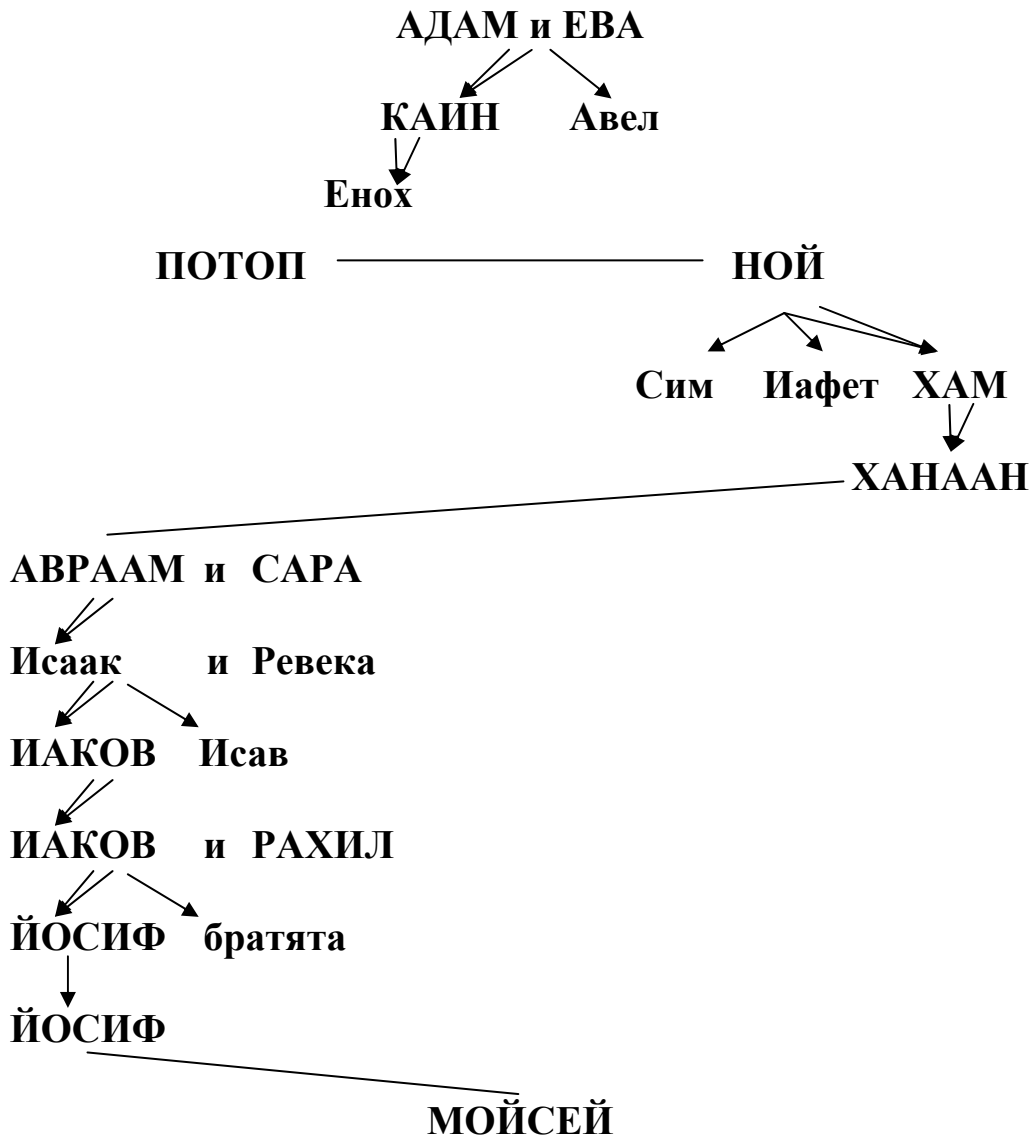 АДАМ и ЕВА
КАИН Авел
Енох
ПОТОП НОЙ
Сим Иафет ХАМ
ХАНААН
АВРААМ и САРА
Исаак и Ревека
ИАКОВ Исав
ИАКОВ и РАХИЛ
ЙОСИФ братята
ЙОСИФ
МОЙСЕЙ